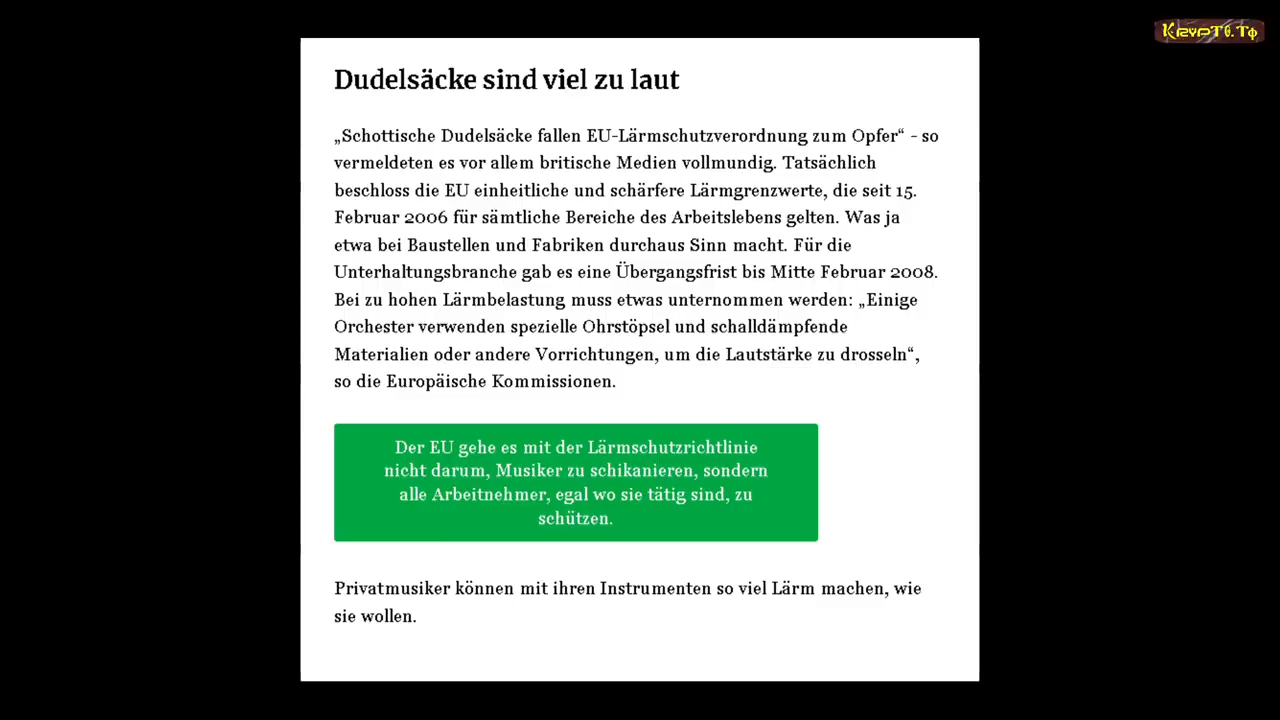 KrypT0.Tφ
Dudelsäcke sind viel zu laut
„Schottische Dudelsäcke fallen EU-Lärmschutzverordnung zum Opfer“ - so
vermeldeten es vor allem britische Medien vollmundig. Tatsächlich
beschloss die EU einheitliche und schärfere Lärmgrenzwerte, die seit 15.
Februar 2006 für sämtliche Bereiche des Arbeitslebens gelten. Was ja
etwa bei Baustellen und Fabriken durchaus Sinn macht. Für die
Unterhaltungsbranche gab es eine Übergangsfrist bis Mitte Februar 2008.
Bei zu hohen Lärmbelastung muss etwas unternommen werden: „Einige
Orchester verwenden spezielle Ohrstöpsel und schalldämpfende
Materialien oder andere Vorrichtungen, um die Lautstärke zu drosseln“,
so die Europäische Kommissionen.
Der EU gehe es mit der Lärmschutzrichtlinie
nicht darum, Musiker zu schikanieren, sondern
alle Arbeitnehmer, egal wo sie tätig sind, zu
schützen.
Privatmusiker können mit ihren Instrumenten so viel Lärm machen, wie
sie wollen.